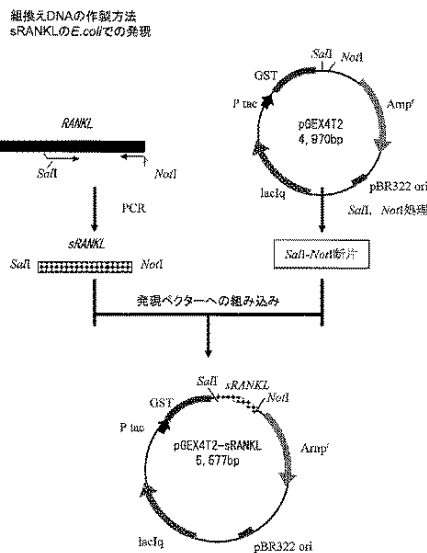 組換えDNAの作製方法
sRANKLのE.coliでの発現
SalI NotI
GST
P tac
Ampʳ
pGEX4T2
4,970bp
lacIq
pBR322 ori
RANKL
SalI
NotI
PCR
SalI、NotI処理
sRANKL
SalI NotI
SalI-NotI断片
発現ベクターへの組み込み
SalI sRANKL
NotI
GST
P tac
Ampʳ
pGEX4T2-sRANKL
5,677bp
lacIq
pBR322 ori